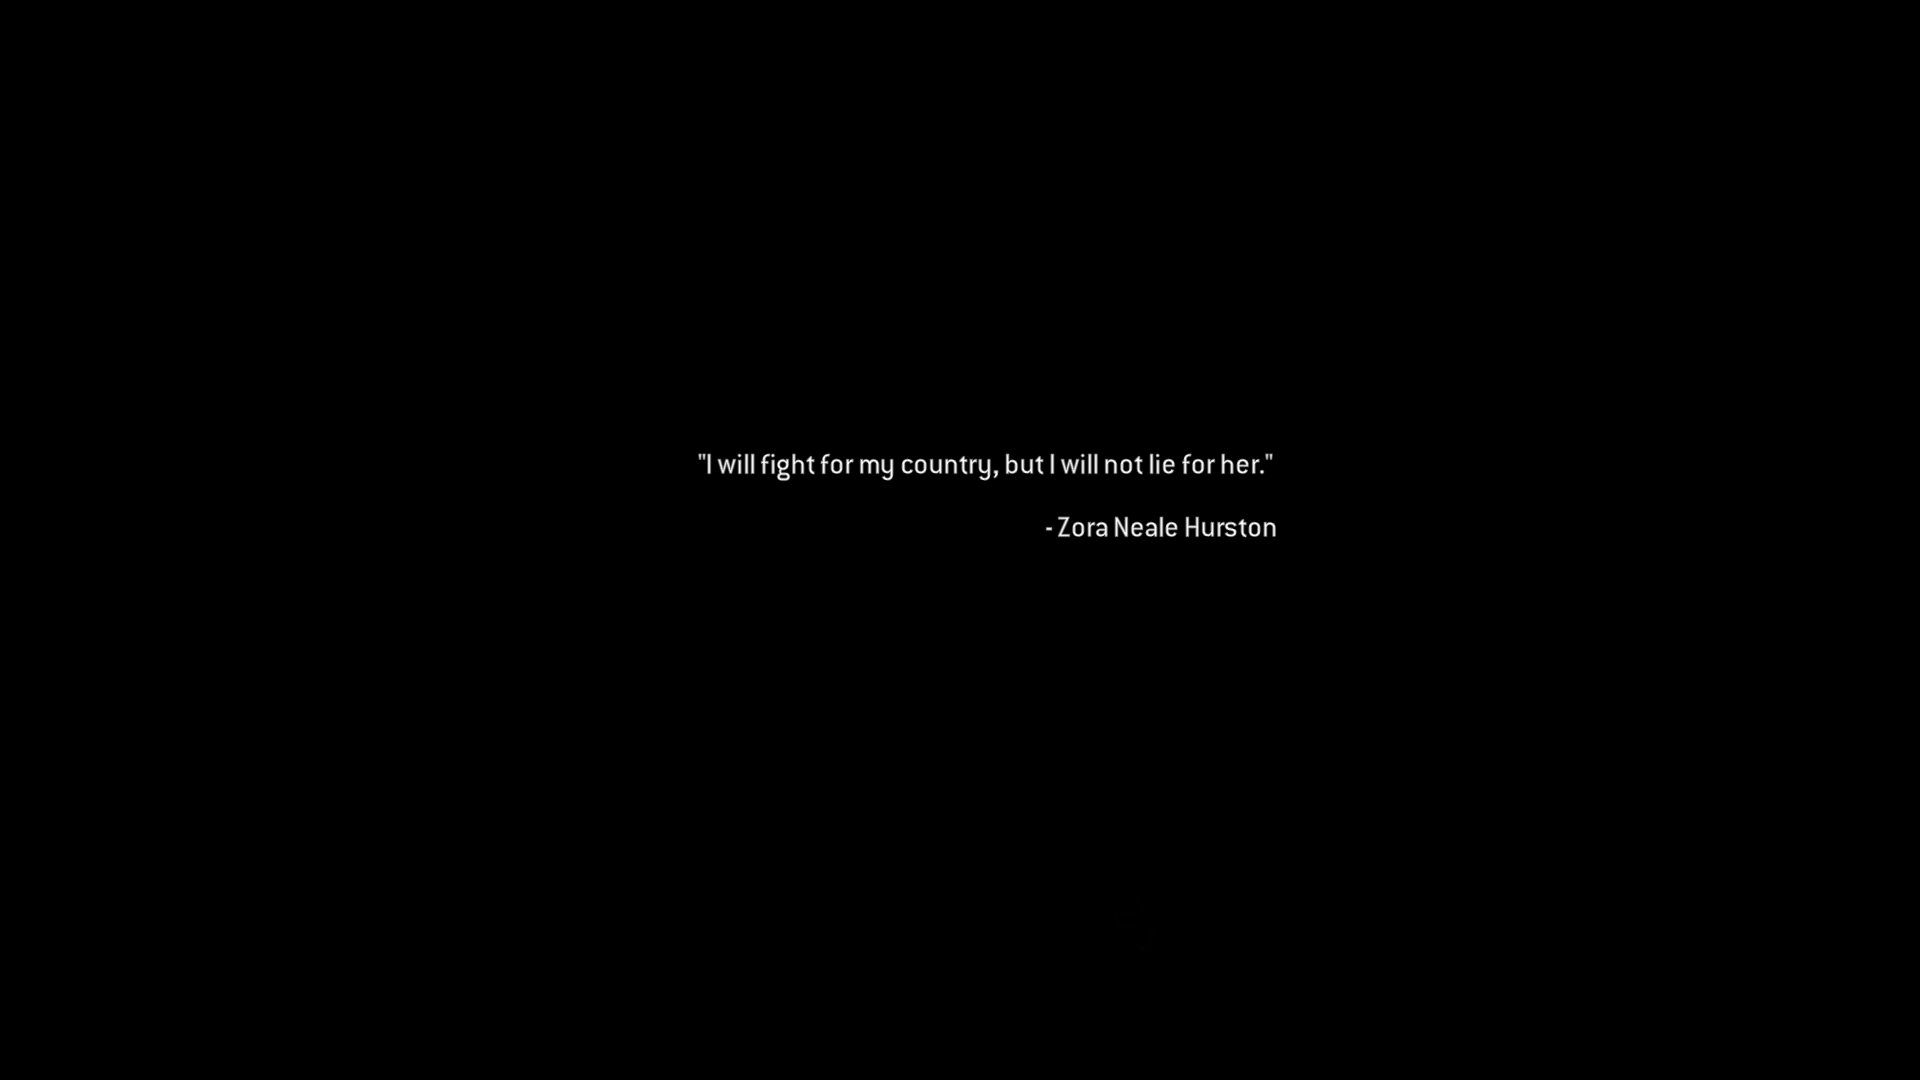 "I will fight for my country, but I will not lie for her."
- Zora Neale Hurston